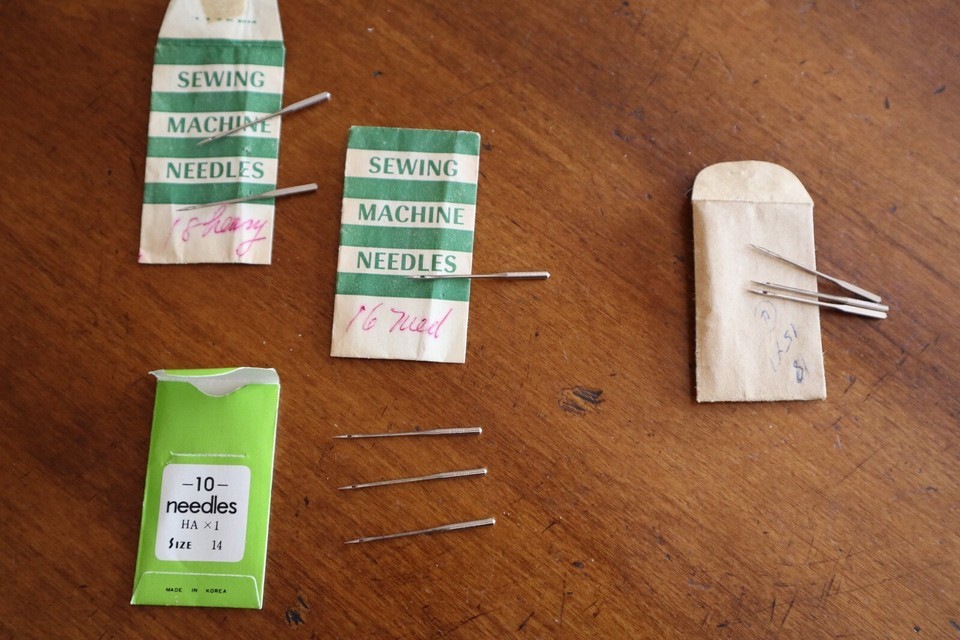 SEWING
MACHINE
NEEDLES
18 heavy
SEWING
MACHINE
NEEDLES
16 Med
-10-
needles
HA ×1
SIZE 14
MADE IN KOREA